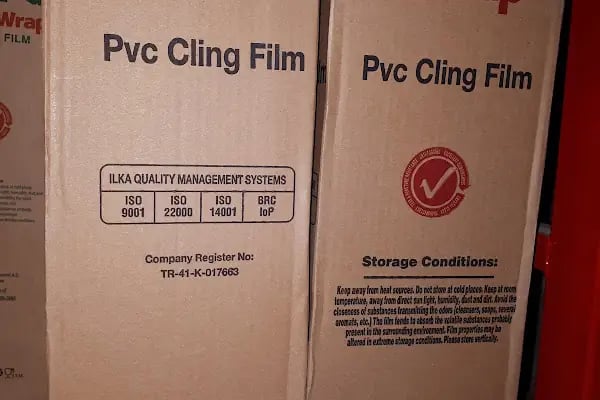 Wrap
FILM
Pvc Cling Film
ILKA QUALITY MANAGEMENT SYSTEMS
ISO 9001
ISO 22000
ISO 14001
BRC IoP
Company Register No:
TR-41-K-017663
Pvc Cling Film
Storage Conditions:
Keep away from heat sources. Do not store at cold places. Keep at room
temperature, away from direct sun light, humidity, dust and dirt. Avoid the
closeness of substances transmitting the odors (cleansers, soaps, several
aromats, etc.) The film tends to absorb the volatile substances probably
present in the surrounding environment. Film properties may be
altered in extreme storage conditions. Please store vertically.